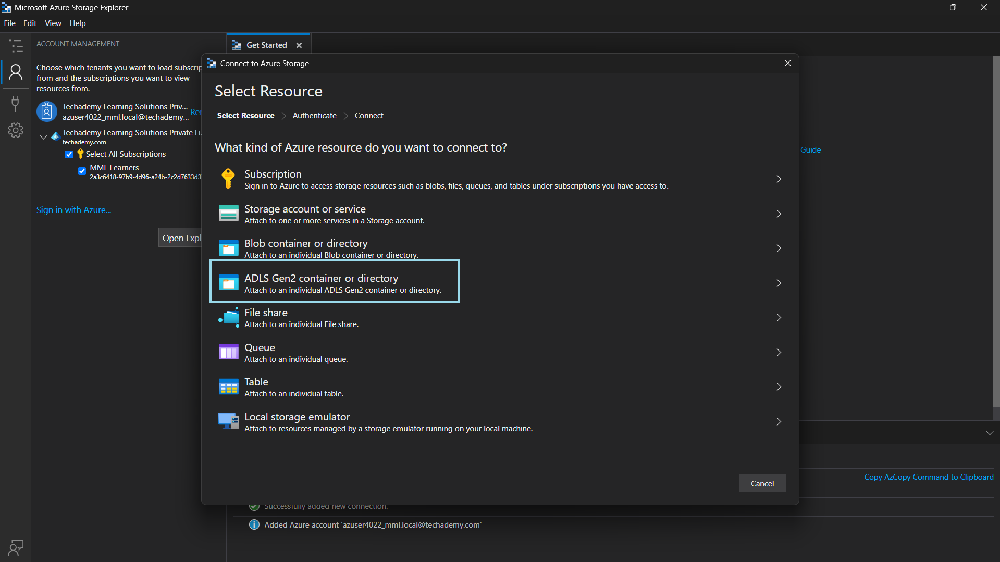 Microsoft Azure Storage Explorer
File Edit View Help
ACCOUNT MANAGEMENT
Get Started
Choose which tenants you want to load subscrip
from and the subscriptions you want to view
resources from.
Techademy Learning Solutions Priv...
azuser4022_mml.local@techademy...
Techademy Learning Solutions Private Li
techademy.com
Select All Subscriptions
MML Learners
2a3c6418-97b9-4d96-a24b-2c2d7633d3
Sign in with Azure...
Open Expl
Connect to Azure Storage
Select Resource
Select Resource Authenticate Connect
What kind of Azure resource do you want to connect to?
Subscription
Sign in to Azure to access storage resources such as blobs, files, queues, and tables under subscriptions you have access to.
Storage account or service
Attach to one or more services in a Storage account.
Blob container or directory
Attach to an individual Blob container or directory.
ADLS Gen2 container or directory
Attach to an individual ADLS Gen2 container or directory.
File share
Attach to an individual File share.
Queue
Attach to an individual queue.
Table
Attach to an individual table.
Local storage emulator
Attach to resources managed by a storage emulator running on your local machine.
Cancel
Guide
Copy AzCopy Command to Clipboard
Successfully added new connection.
Added Azure account 'azuser4022_mml.local@techademy.com'